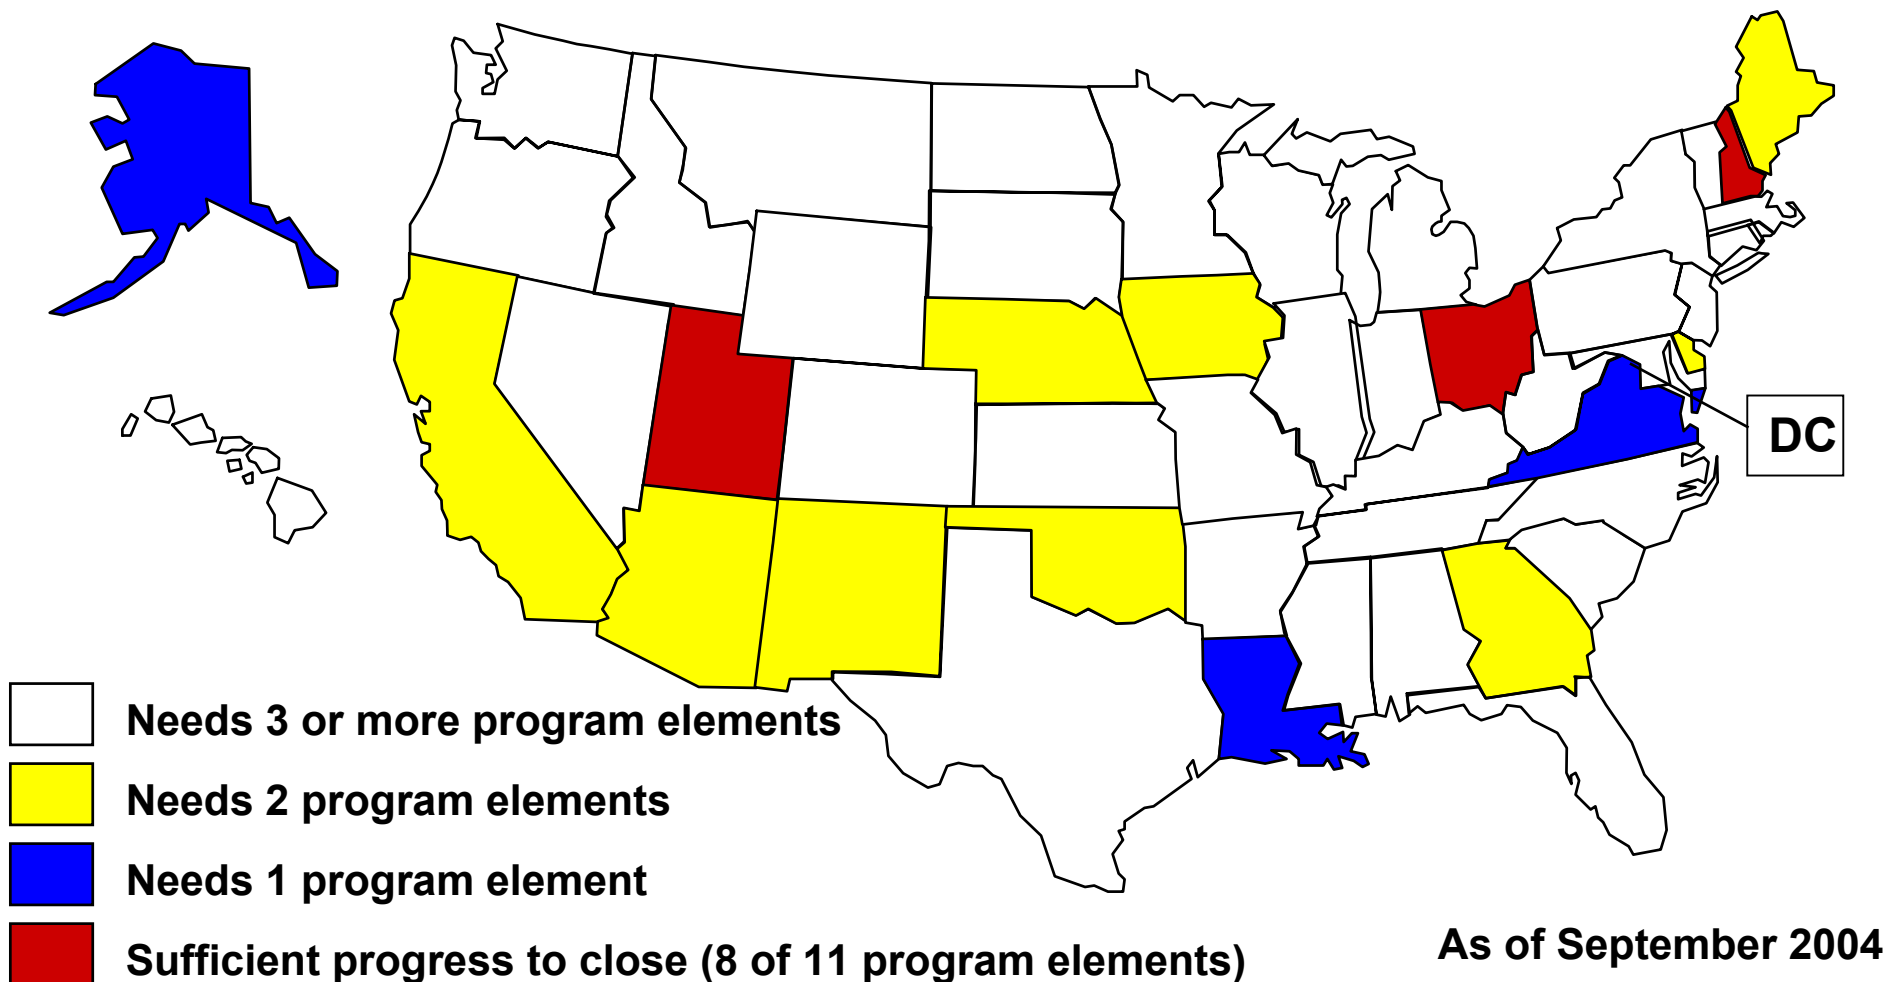 DC
Needs 3 or more program elements
Needs 2 program elements
Needs 1 program element
Sufficient progress to close (8 of 11 program elements)
As of September 2004